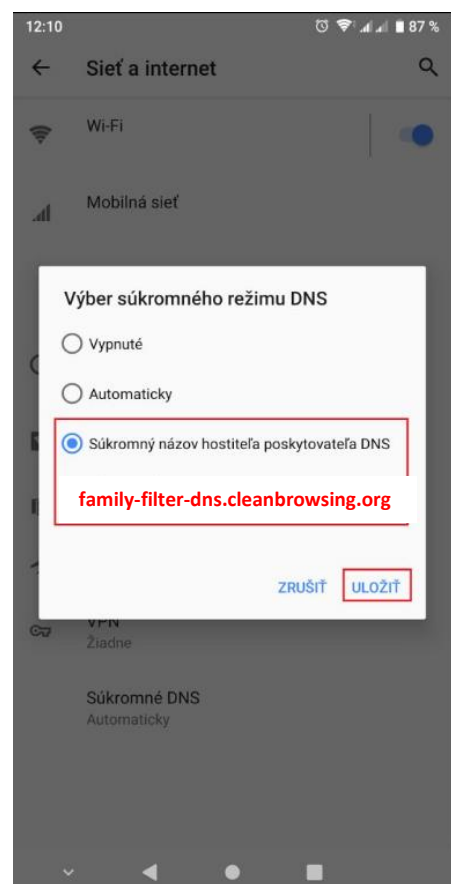 12:10
87 %
Sieť a internet
Wi-Fi
Mobilná sieť
Výber súkromného režimu DNS
Vypnuté
Automaticky
Súkromný názov hostiteľa poskytovateľa DNS
family-filter-dns.cleanbrowsing.org
ZRUŠIŤ ULOŽIŤ
VPN
Žiadne
Súkromné DNS
Automaticky